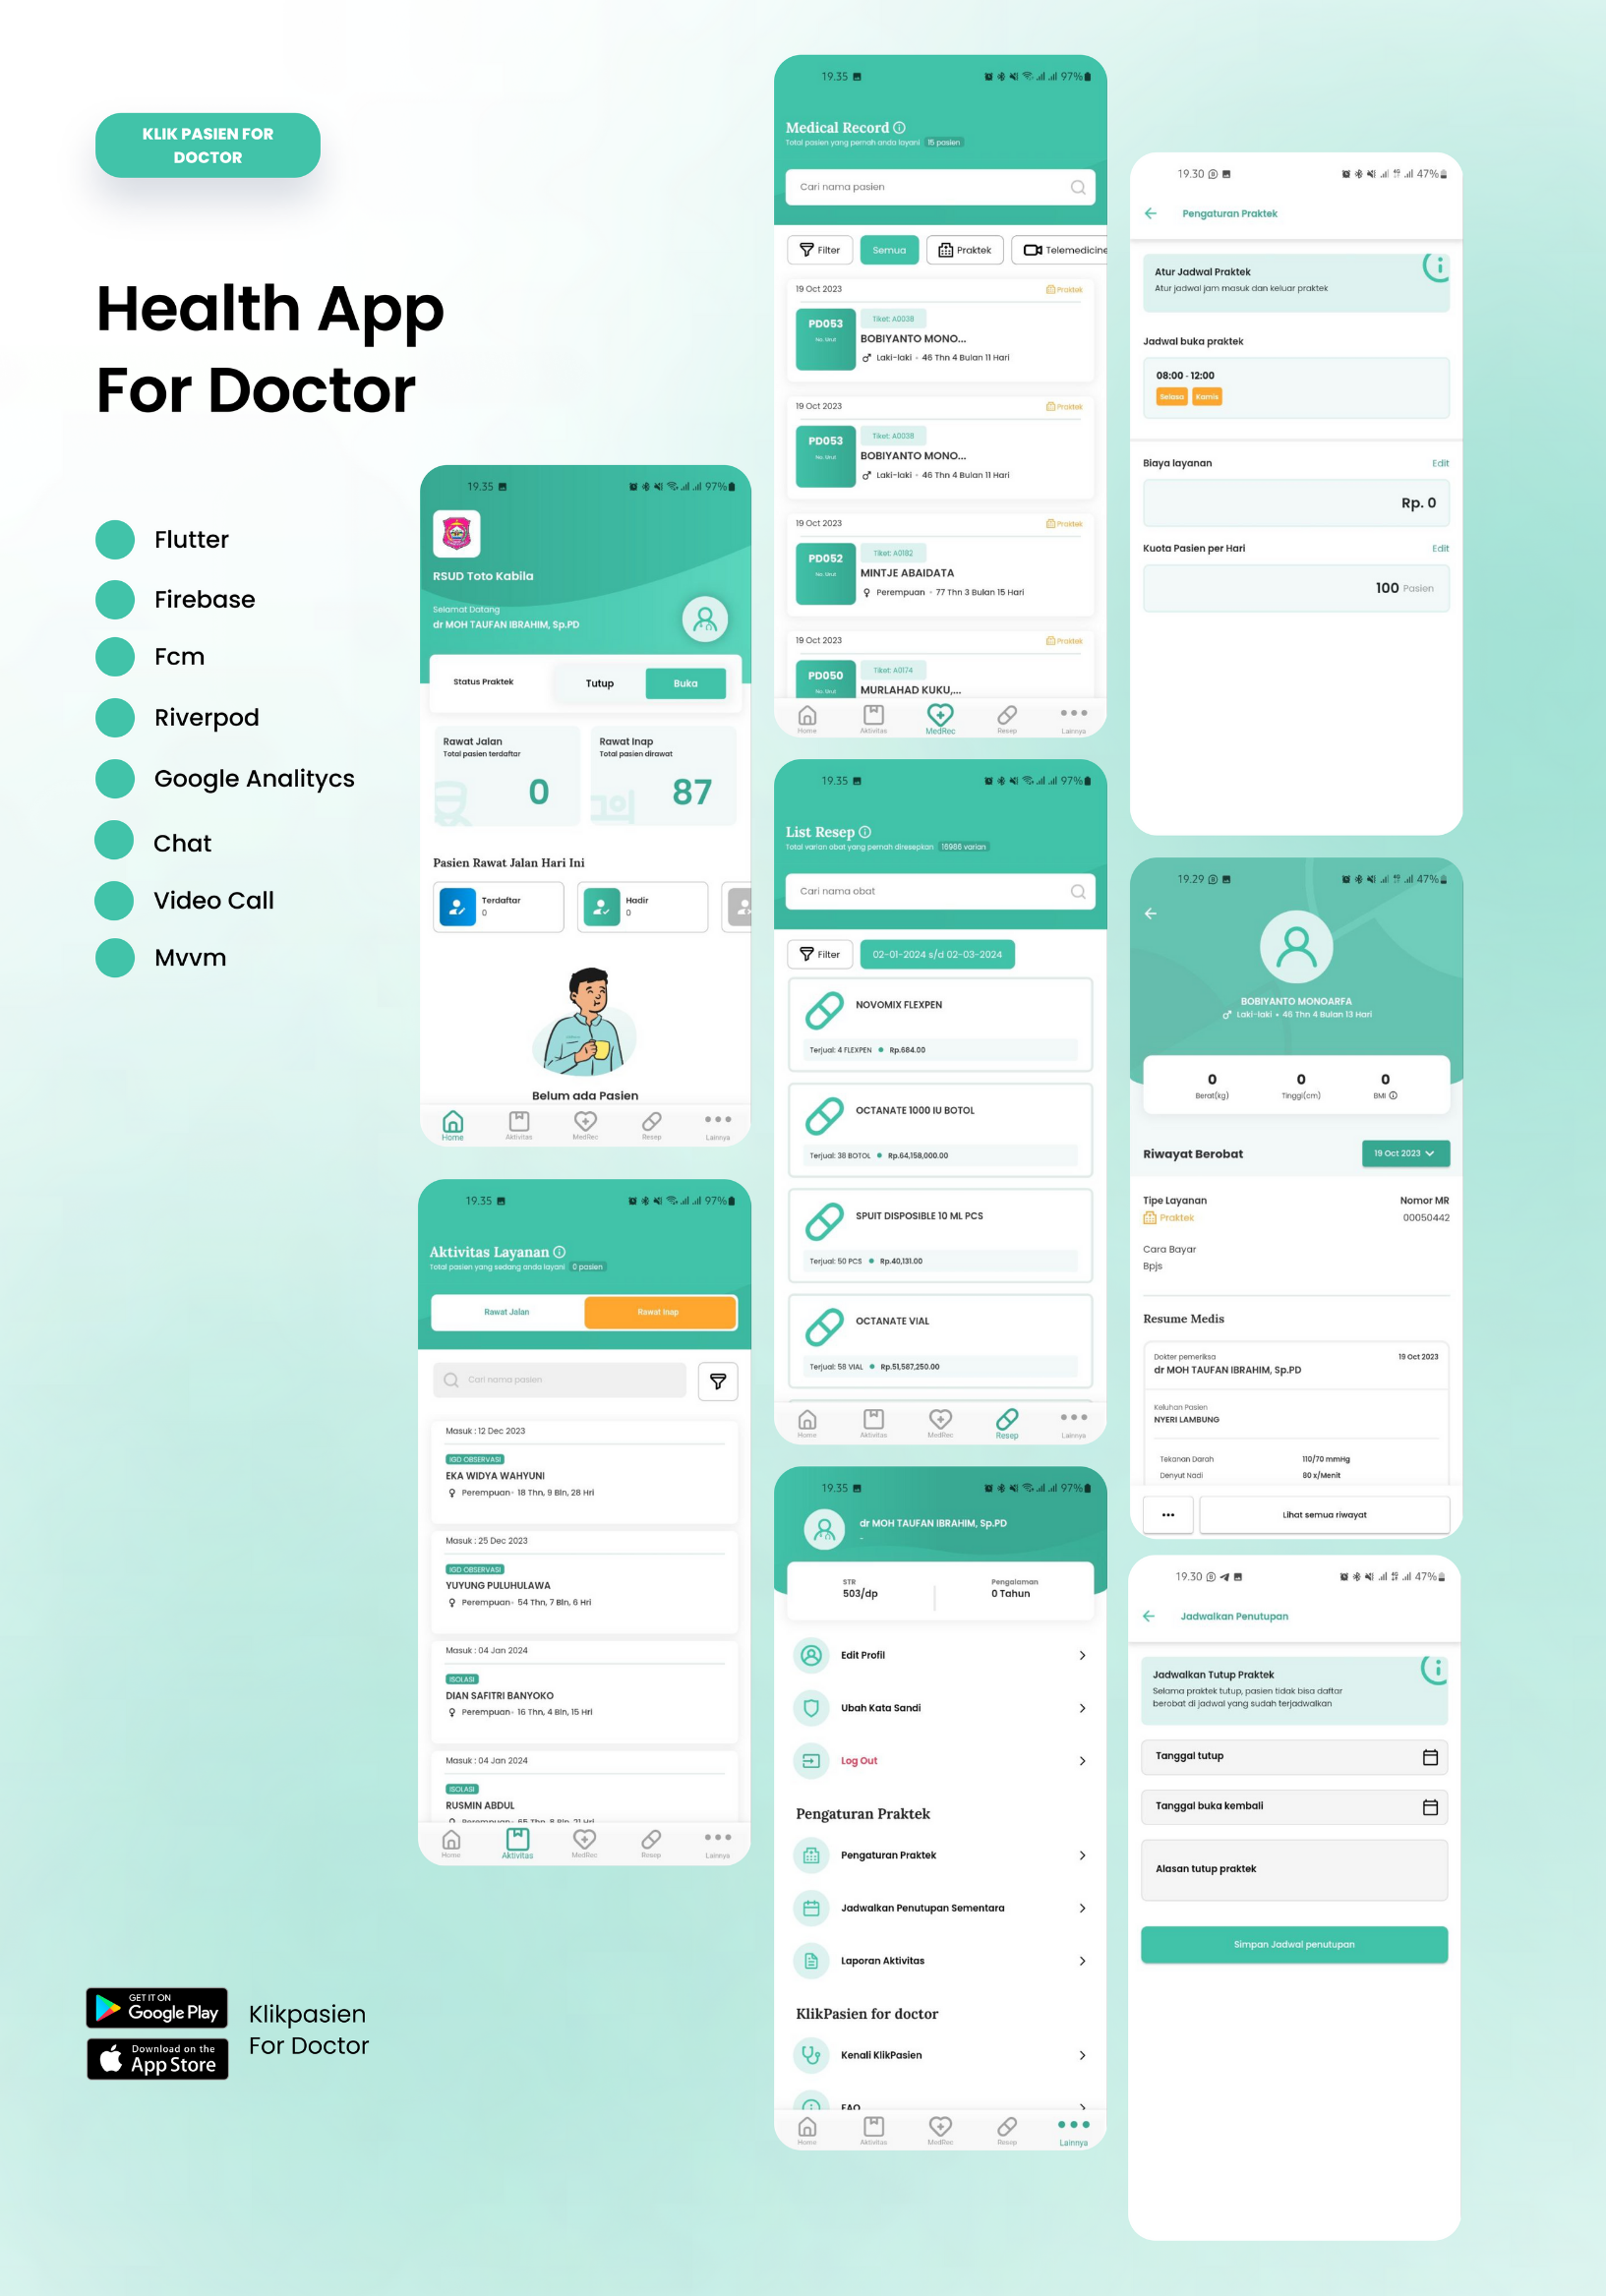 KLIK PASIEN FOR
DOCTOR
Health App
For Doctor
Flutter
Firebase
Fcm
Riverpod
Google Analitycs
Chat
Video Call
Mvvm
GET IT ON
Google Play
Download on the
App Store
Klikpasien
For Doctor
19.35
97%
RSUD Toto Kabila
Selamat Datang
dr MOH TAUFAN IBRAHIM, Sp.PD
Status Praktek
Tutup
Buka
Rawat Jalan
Total pasien terdaftar
0
Rawat Inap
Total pasien dirawat
87
Pasien Rawat Jalan Hari Ini
Terdaftar
0
Hadir
0
Belum ada Pasien
Home
Aktivitas
MedRec
Resep
Lainnya
19.35
97%
Aktivitas Layanan
Total pasien yang sedang anda layani
0 pasien
Rawat Jalan
Rawat Inap
Cari nama pasien
Masuk : 12 Dec 2023
IGD OBSERVASI
EKA WIDYA WAHYUNI
Perempuan- 18 Thn, 9 Bln, 28 Hri
Masuk : 25 Dec 2023
IGD OBSERVASI
YUYUNG PULUHULAWA
Perempuan- 54 Thn, 7 Bln, 6 Hri
Masuk : 04 Jan 2024
ISOLASI
DIAN SAFITRI BANYOKO
Perempuan- 16 Thn, 4 Bln, 15 Hri
Masuk : 04 Jan 2024
ISOLASI
RUSMIN ABDUL
Perempuan- 65 Thn, 8 Bln, 21 Hri
Home
Aktivitas
MedRec
Resep
Lainnya
19.35
97%
Medical Record
Total pasien yang pernah anda layani
15 pasien
Cari nama pasien
Filter
Semua
Praktek
Telemedicine
19 Oct 2023
Praktek
PD053
No. Urut
Tiket: A0038
BOBIYANTO MONO...
Laki-laki - 46 Thn 4 Bulan 11 Hari
19 Oct 2023
Praktek
PD053
No. Urut
Tiket: A0038
BOBIYANTO MONO...
Laki-laki - 46 Thn 4 Bulan 11 Hari
19 Oct 2023
Praktek
PD052
No. Urut
Tiket: A0182
MINTJE ABAIDATA
Perempuan - 77 Thn 3 Bulan 15 Hari
19 Oct 2023
Praktek
PD050
No. Urut
Tiket: A0174
MURLAHAD KUKU,...
Home
Aktivitas
MedRec
Resep
Lainnya
19.35
97%
List Resep
Total varian obat yang pernah diresepkan
16986 varian
Cari nama obat
Filter
02-01-2024 s/d 02-03-2024
NOVOMIX FLEXPEN
Terjual: 4 FLEXPEN • Rp.684.00
OCTANATE 1000 IU BOTOL
Terjual: 38 BOTOL • Rp.64,158,000.00
SPUIT DISPOSIBLE 10 ML PCS
Terjual: 50 PCS • Rp.40,131.00
OCTANATE VIAL
Terjual: 58 VIAL • Rp.51,567,250.00
Home
Aktivitas
MedRec
Resep
Lainnya
19.35
97%
dr MOH TAUFAN IBRAHIM, Sp.PD
-
STR
503/dp
Pengalaman
0 Tahun
Edit Profil
Ubah Kata Sandi
Log Out
Pengaturan Praktek
Pengaturan Praktek
Jadwalkan Penutupan Sementara
Laporan Aktivitas
KlikPasien for doctor
Kenali KlikPasien
FAQ
Home
Aktivitas
MedRec
Resep
Lainnya
19.30
47%
Pengaturan Praktek
Atur Jadwal Praktek
Atur jadwal jam masuk dan keluar praktek
Jadwal buka praktek
08:00 - 12:00
Selasa
Kamis
Biaya layanan
Edit
Rp. 0
Kuota Pasien per Hari
Edit
100 Pasien
19.29
47%
BOBIYANTO MONOARFA
Laki-laki • 46 Thn 4 Bulan 13 Hari
0
Berat(kg)
0
Tinggi(cm)
0
BMI
Riwayat Berobat
19 Oct 2023
Tipe Layanan
Nomor MR
Praktek
00050442
Cara Bayar
Bpjs
Resume Medis
Dokter pemeriksa
19 Oct 2023
dr MOH TAUFAN IBRAHIM, Sp.PD
Keluhan Pasien
NYERI LAMBUNG
Tekanan Darah
110/70 mmHg
Denyut Nadi
80 x/Menit
Lihat semua riwayat
19.30
47%
Jadwalkan Penutupan
Jadwalkan Tutup Praktek
Selama praktek tutup, pasien tidak bisa daftar
berobat di jadwal yang sudah terjadwalkan
Tanggal tutup
Tanggal buka kembali
Alasan tutup praktek
Simpan Jadwal penutupan